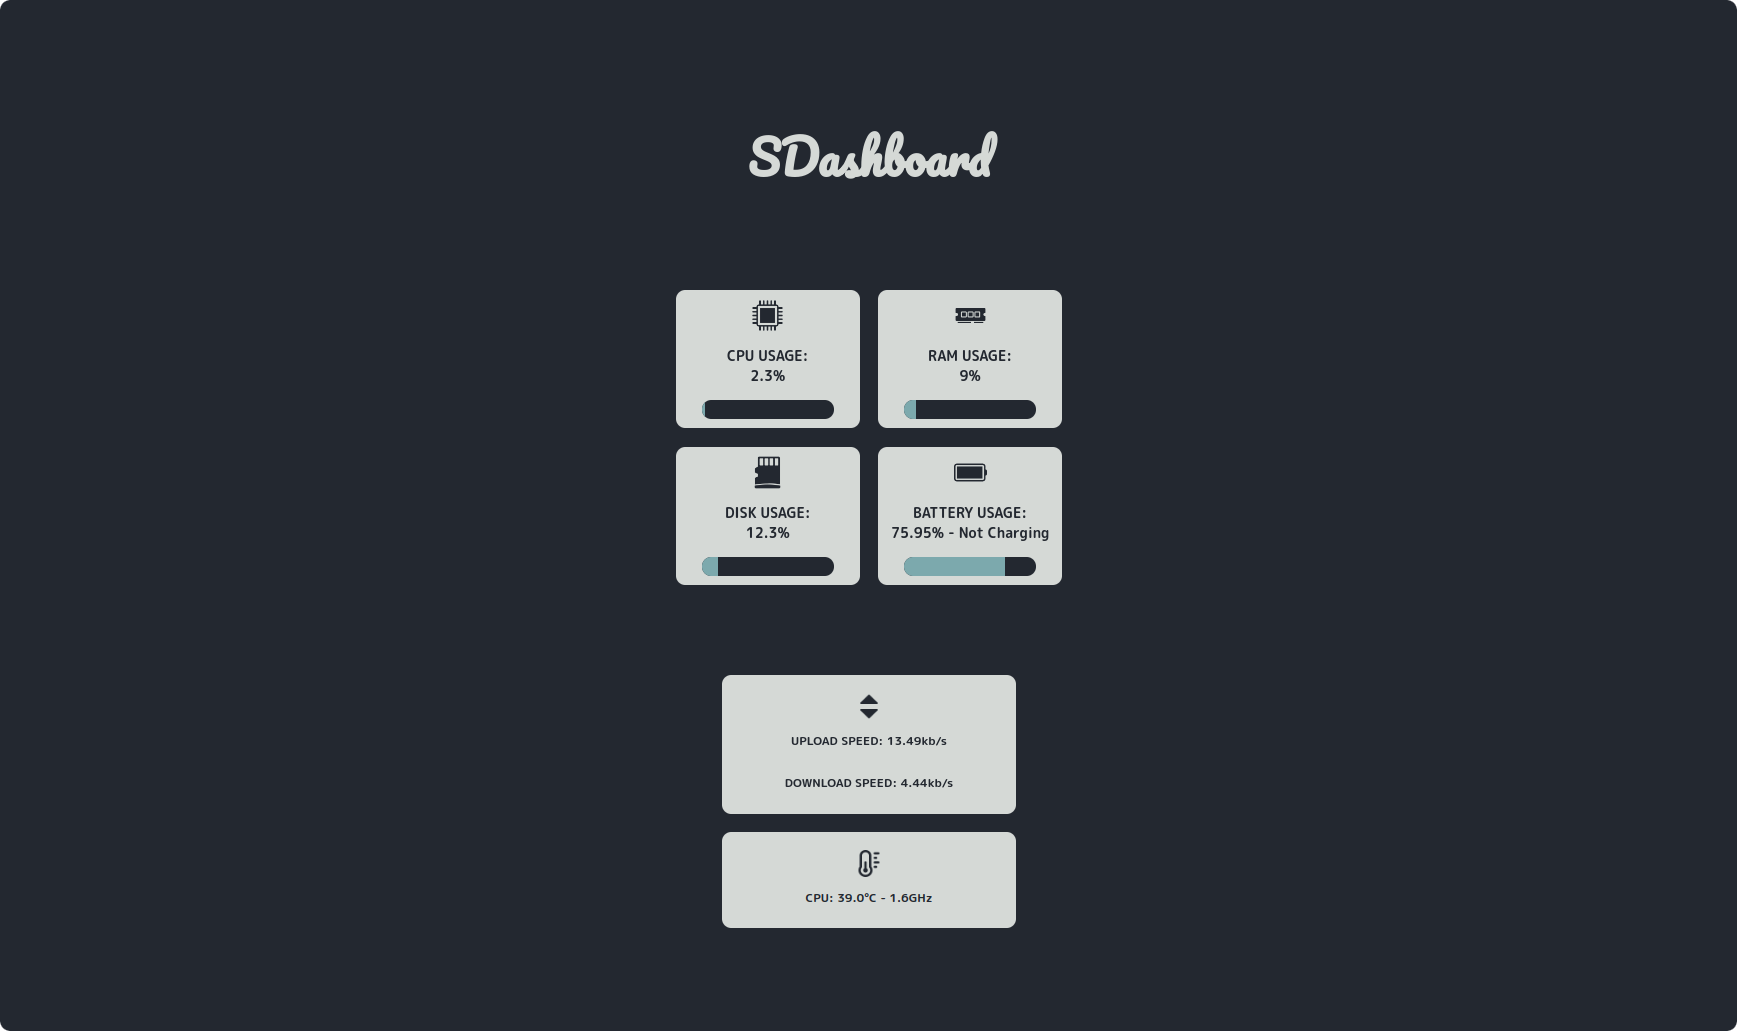 SDashboard
CPU USAGE:
2.3%
RAM USAGE:
9%
DISK USAGE:
12.3%
BATTERY USAGE:
75.95% - Not Charging
UPLOAD SPEED: 13.49kb/s
DOWNLOAD SPEED: 4.44kb/s
CPU: 39.0°C - 1.6GHz